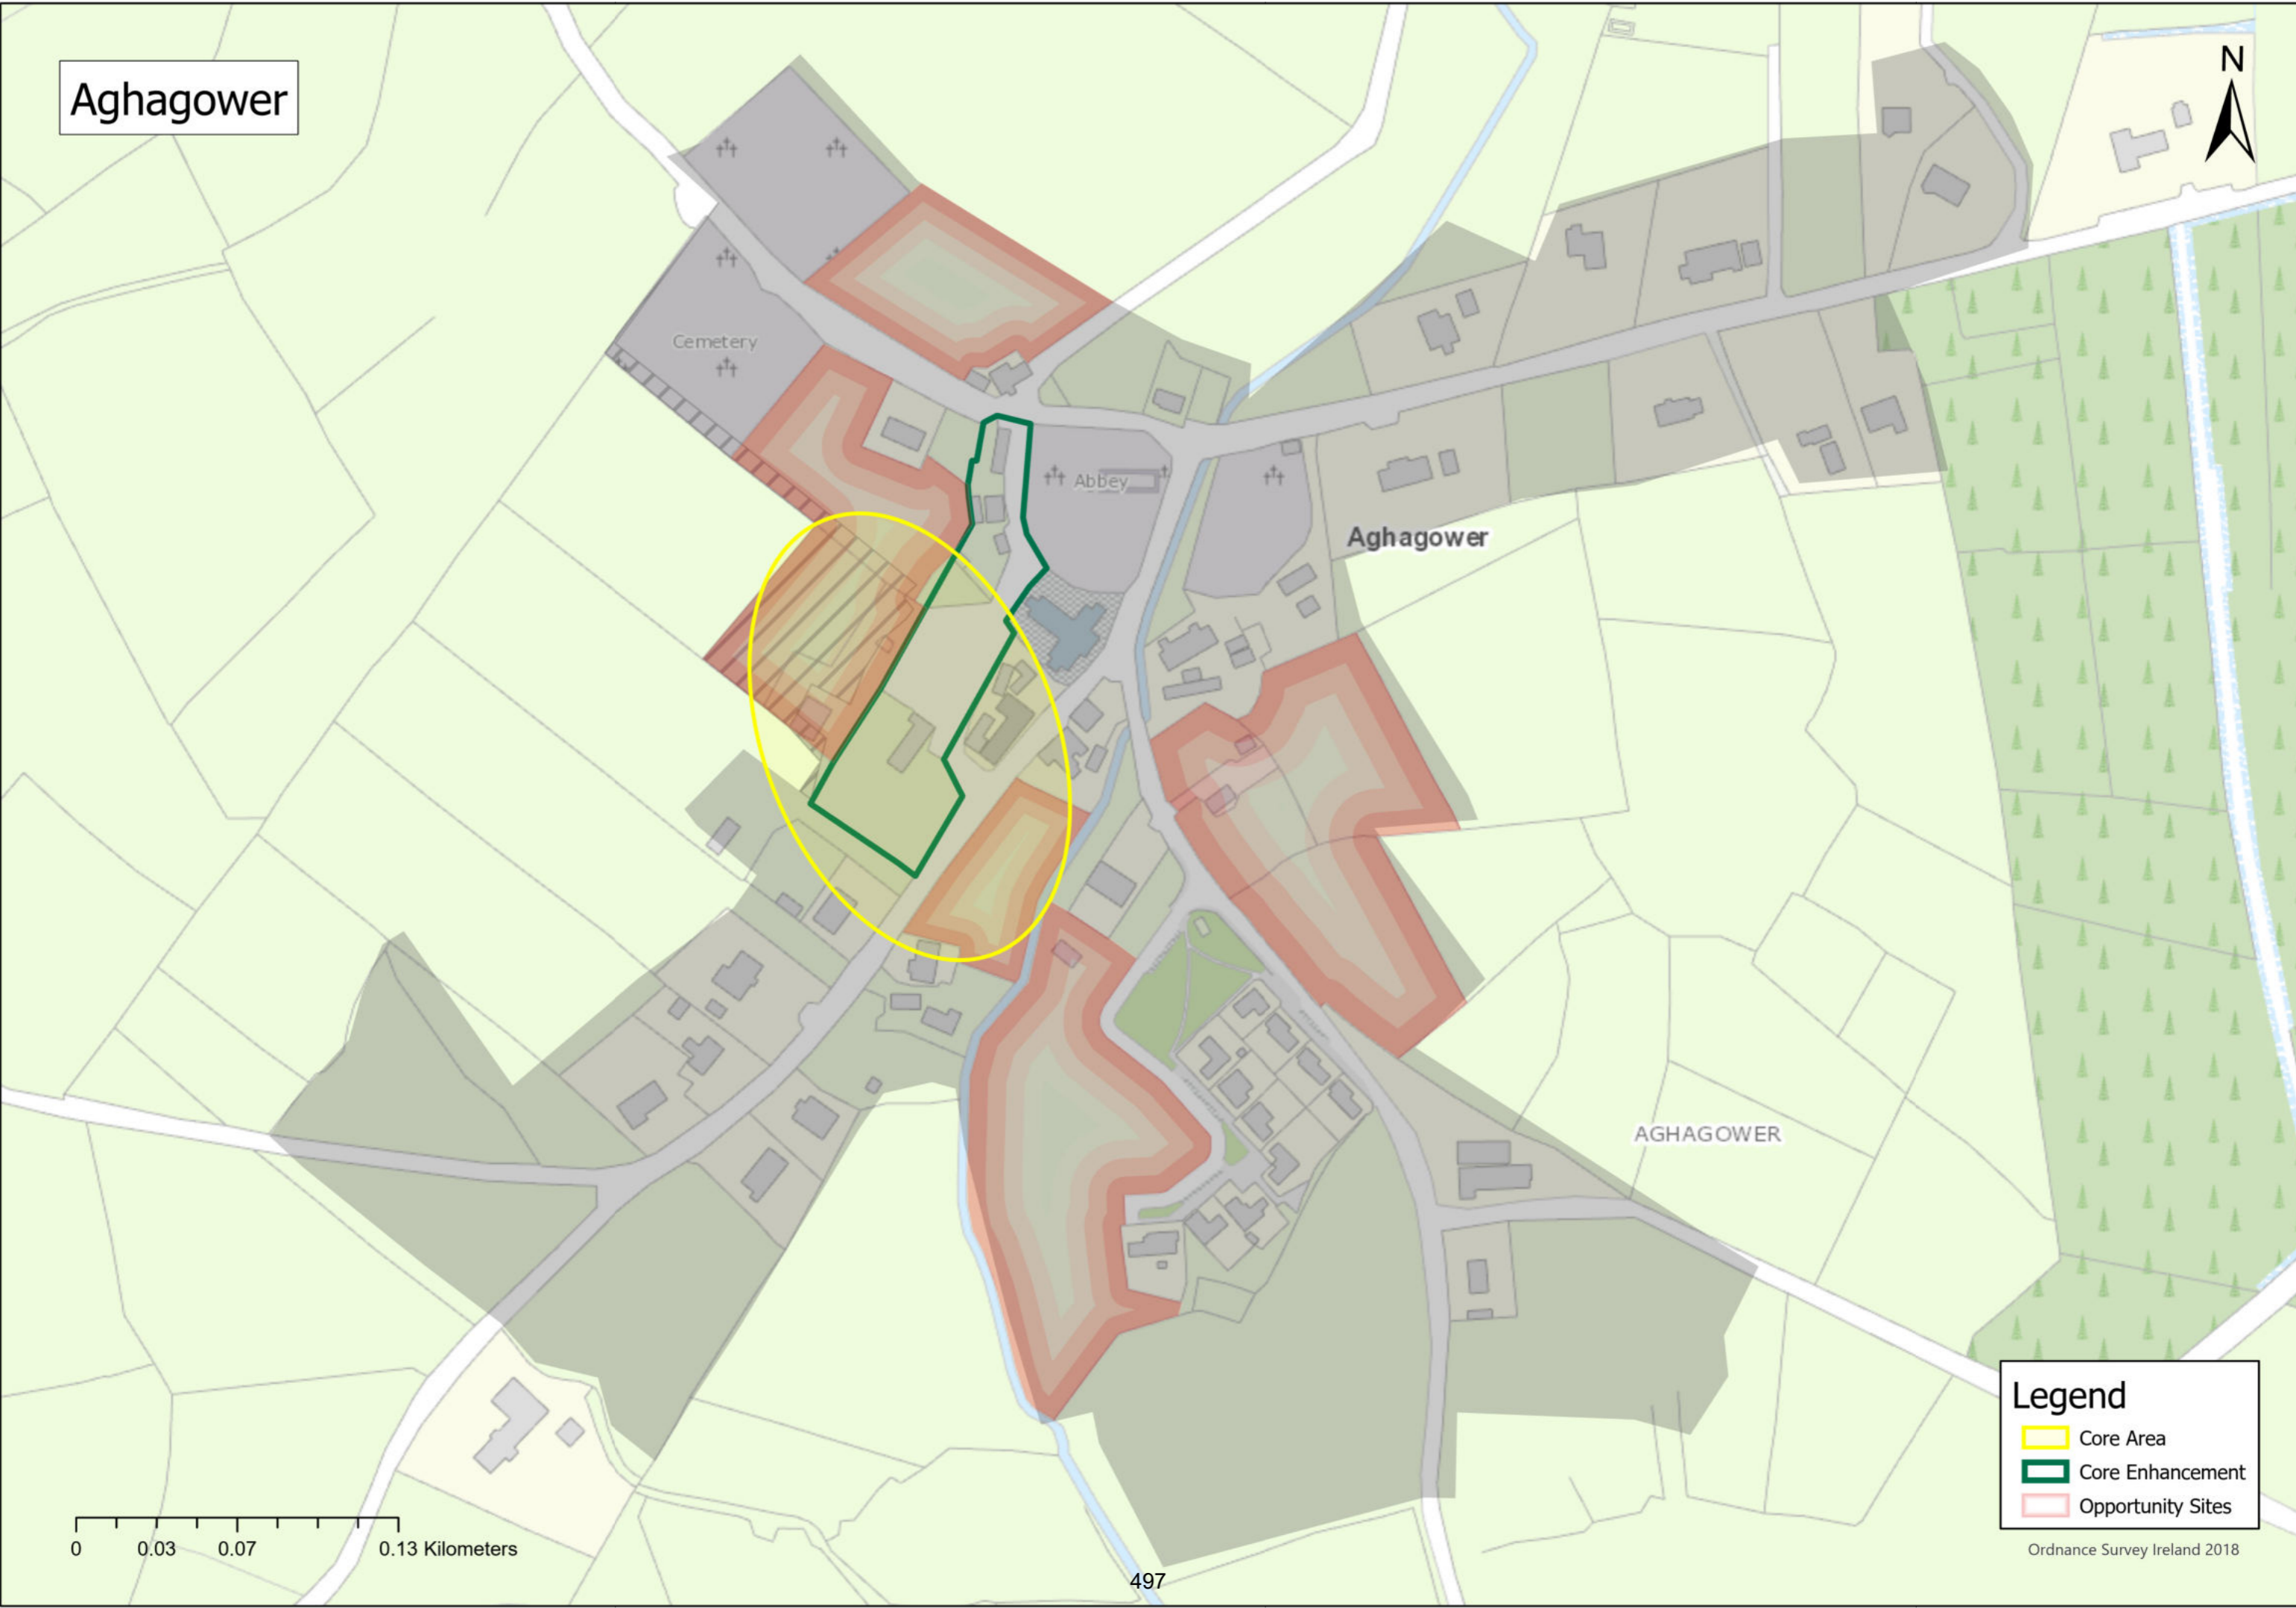 Aghagower
N
Cemetery
Abbey
Aghagower
AGHAGOWER
Legend
Core Area
Core Enhancement
Opportunity Sites
0 0.03 0.07 0.13 Kilometers
Ordnance Survey Ireland 2018
497